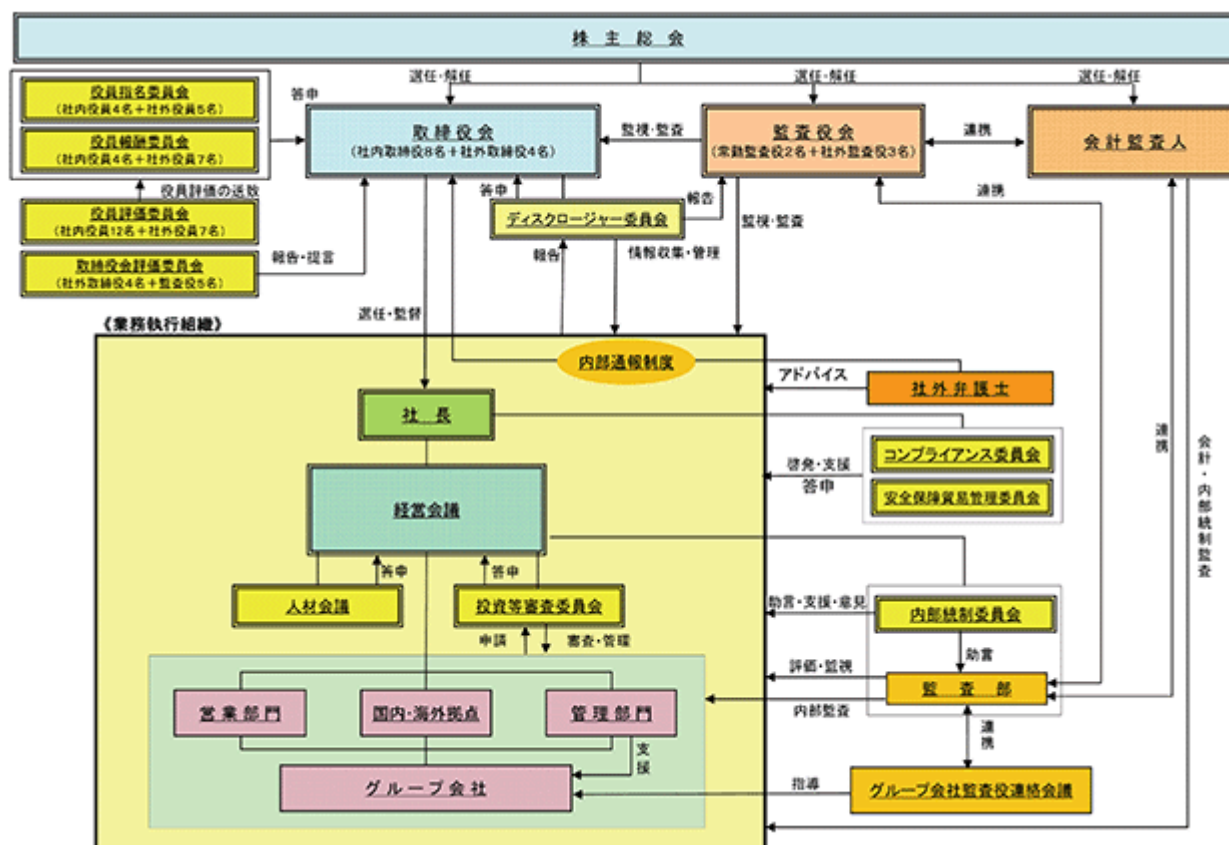 株主総会
選任・解任
選任・解任
選任・解任
役員指名委員会
(社内役員4名+社外役員5名)
答申
役員報酬委員会
(社内役員4名+社外役員7名)
取締役会
(社内取締役8名+社外取締役4名)
監視・監査
監査役会
(常勤監査役2名+社外監査役3名)
連携
会計監査人
役員評価の送致
答申
報告
連携
役員評価委員会
(社内役員12名+社外役員7名)
ディスクロージャー委員会
監視・監査
取締役会評価委員会
(社外取締役4名+監査役5名)
報告・提言
報告
情報収集・管理
選任・監督
《業務執行組織》
内部通報制度
アドバイス
社外弁護士
社長
啓発・支援
答申
コンプライアンス委員会
安全保障貿易管理委員会
連携
会計・内部統制監査
経営会議
答申
答申
人材会議
投資等審査委員会
助言・支援・意見
内部統制委員会
申請
審査・管理
助言
評価・監視
監査部
内部監査
営業部門
国内・海外拠点
管理部門
支援
連携
グループ会社
指導
グループ会社監査役連絡会議